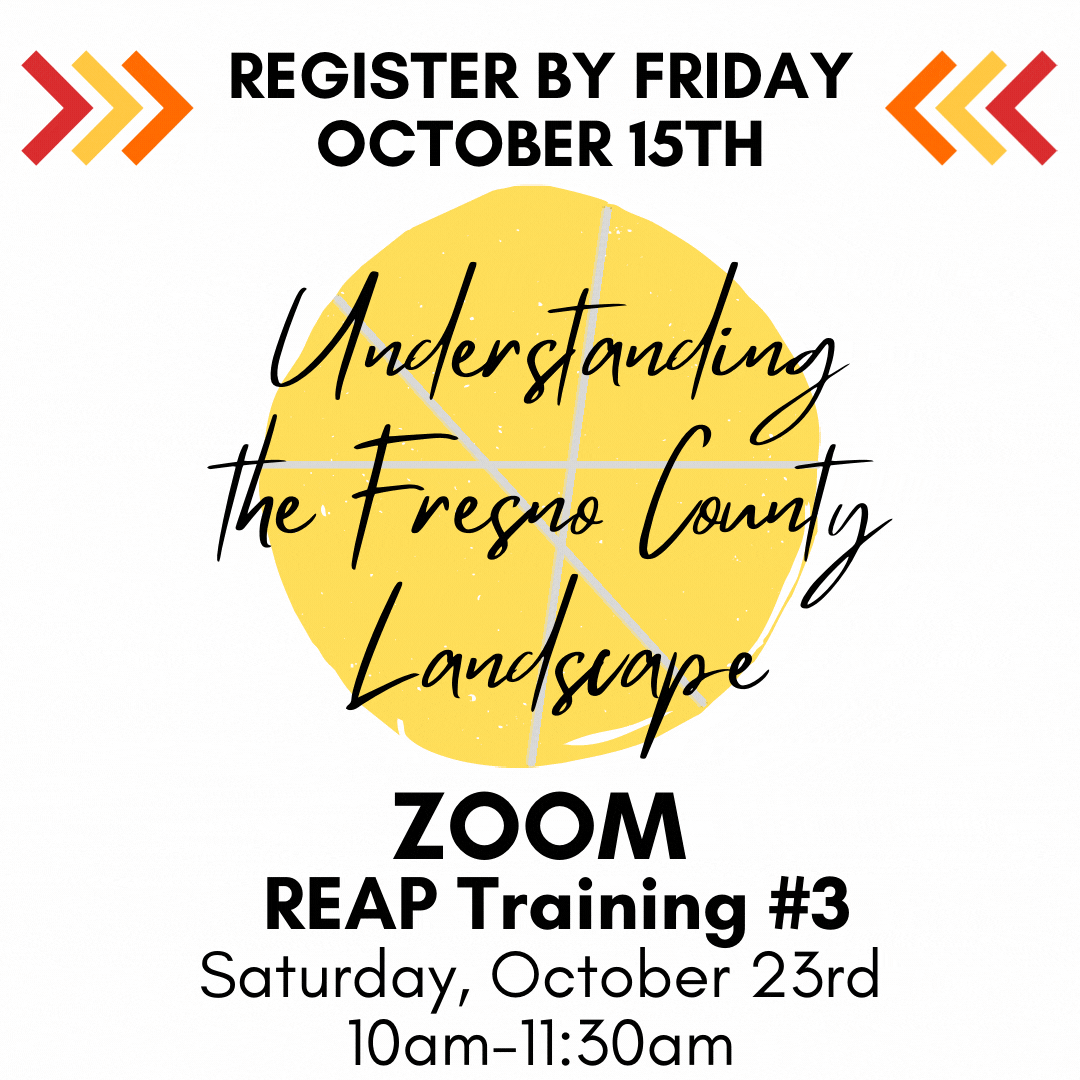 REGISTER BY FRIDAY
OCTOBER 15TH
Understanding
the Fresno County
Landscape
ZOOM
REAP Training #3
Saturday, October 23rd
10am-11:30am